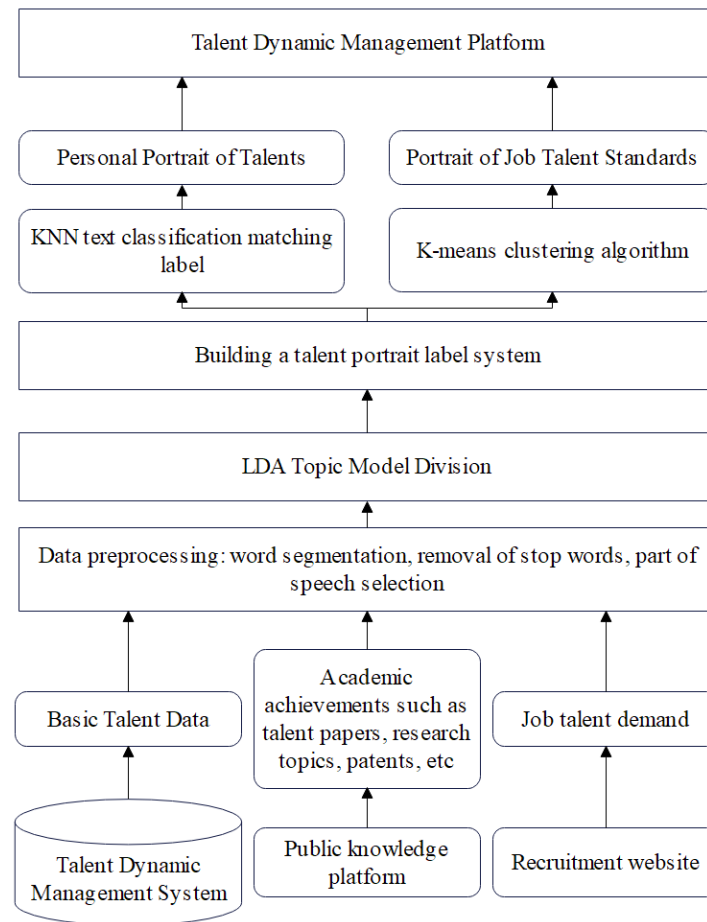 Talent Dynamic Management Platform
Personal Portrait of Talents
Portrait of Job Talent Standards
KNN text classification matching
label
K-means clustering algorithm
Building a talent portrait label system
LDA Topic Model Division
Data preprocessing: word segmentation, removal of stop words, part of
speech selection
Basic Talent Data
Academic
achievements such as
talent papers, research
topics, patents, etc
Job talent demand
Talent Dynamic
Management System
Public knowledge
platform
Recruitment website